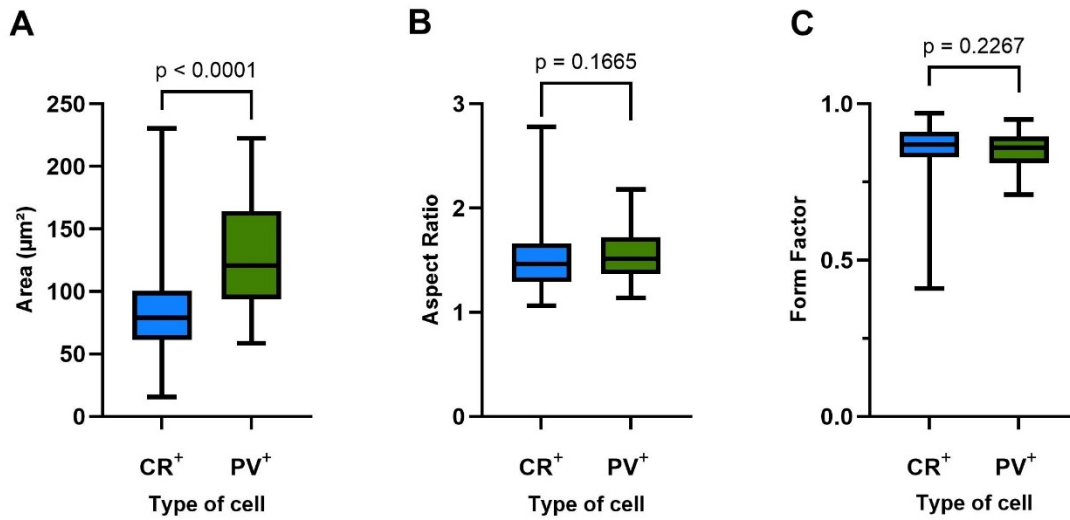 A
p < 0.0001
250
200
150
100
50
0
Area (µm²)
CR⁺ PV⁺
Type of cell
B
p = 0.1665
3
2
1
0
Aspect Ratio
CR⁺ PV⁺
Type of cell
C
p = 0.2267
1.0
0.5
0.0
Form Factor
CR⁺ PV⁺
Type of cell